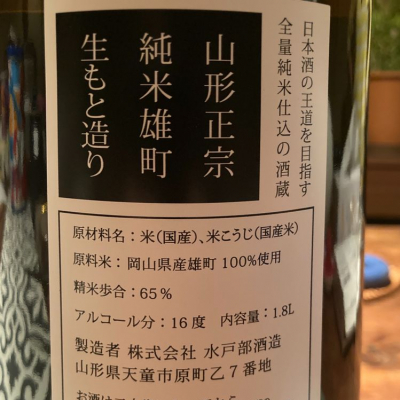 日本酒の王道を目指す
全量純米仕込の酒蔵
山形正宗
純米雄町
生もと造り
原材料名：米(国産)、米こうじ(国産米)
原料米：岡山県産雄町 100%使用
精米歩合：65%
アルコール分：16度 内容量：1.8L
製造者 株式会社 水戸部酒造
山形県天童市原町乙7番地